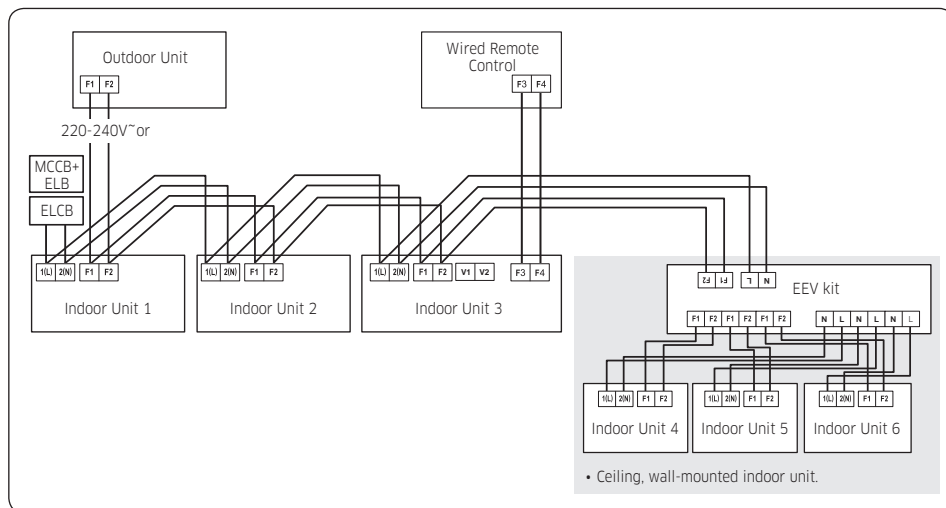 Outdoor Unit
F1 F2
Wired Remote
Control
F3 F4
220-240V~or
MCCB+
ELB
ELCB
1(L) 2(N) F1 F2
Indoor Unit 1
1(L) 2(N) F1 F2
Indoor Unit 2
1(L) 2(N) F1 F2 V1 V2 F3 F4
Indoor Unit 3
F2 F1 L N
EEV kit
F1 F2 F1 F2 F1 F2 N L N L N L
1(L) 2(N) F1 F2
Indoor Unit 4
1(L) 2(N) F1 F2
Indoor Unit 5
1(L) 2(N) F1 F2
Indoor Unit 6
• Ceiling, wall-mounted indoor unit.